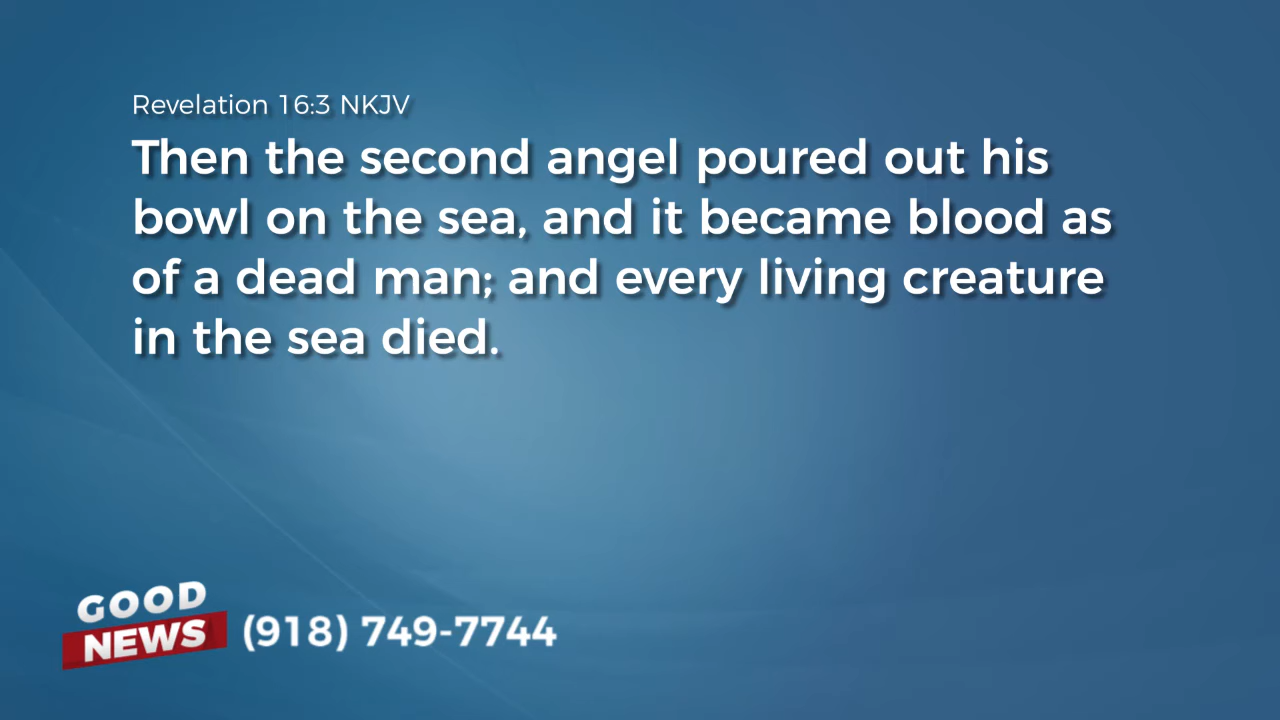 Revelation 16:3 NKJV
Then the second angel poured out his
bowl on the sea, and it became blood as
of a dead man; and every living creature
in the sea died.
GOOD
NEWS
(918) 749-7744